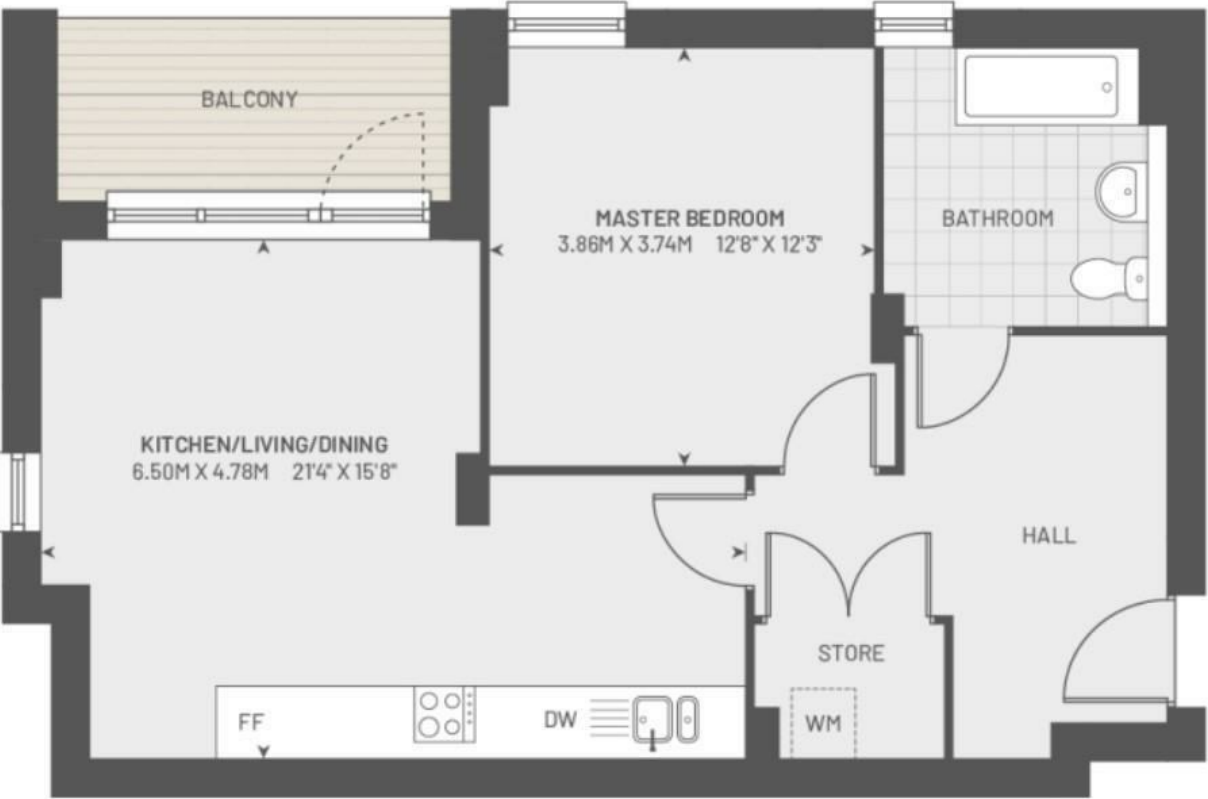 BALCONY
MASTER BEDROOM
3.86M X 3.74M 12'8" X 12'3"
BATHROOM
KITCHEN/LIVING/DINING
6.50M X 4.78M 21'4" X 15'8"
HALL
STORE
FF
DW
WM